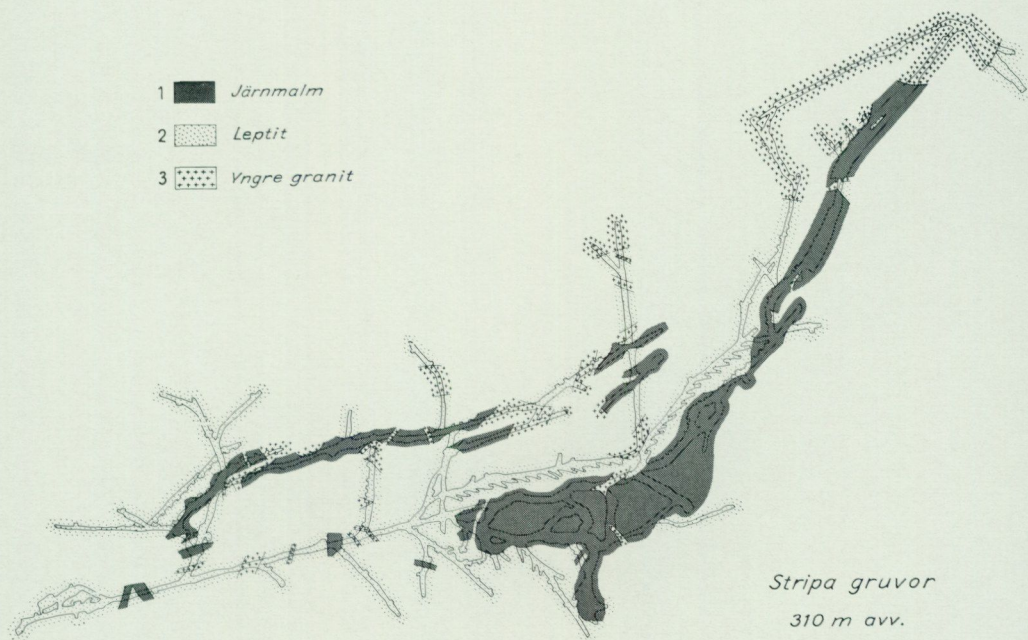 1 Järnmalm
2 Leptit
3 Yngre granit
Stripa gruvor
310 m avv.